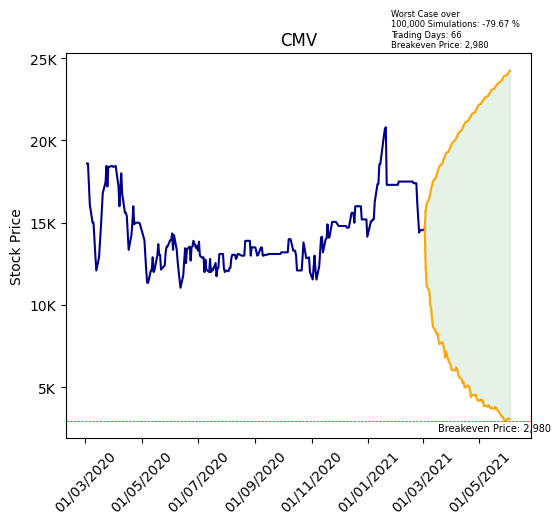 Worst Case over
100,000 Simulations: -79.67 %
Trading Days: 66
Breakeven Price: 2,980
CMV
Stock Price
25K
20K
15K
10K
5K
Breakeven Price: 2,980
01/03/2020
01/05/2020
01/07/2020
01/09/2020
01/11/2020
01/01/2021
01/03/2021
01/05/2021